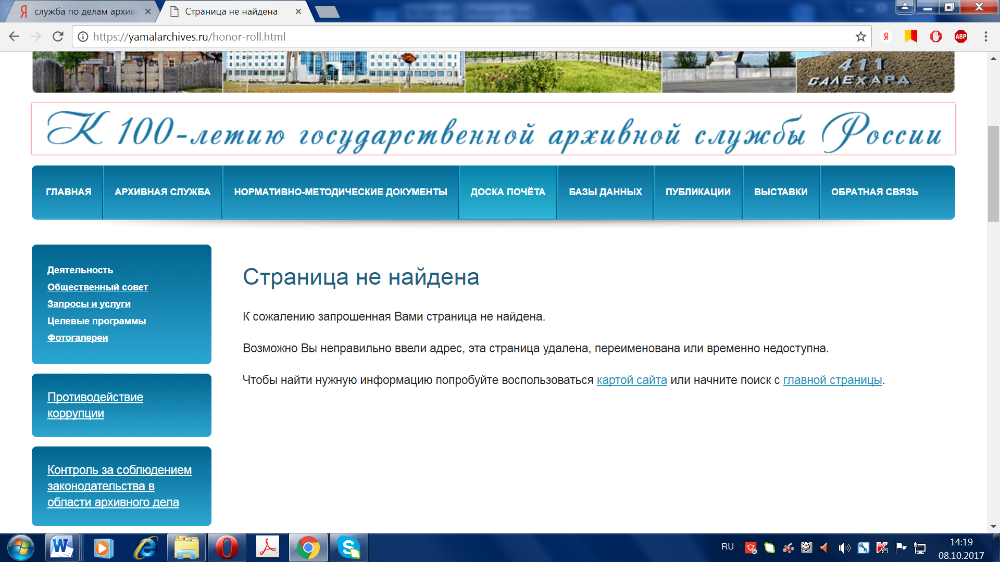 служба по делам архив
Страница не найдена
https://yamalarchives.ru/honor-roll.html
411
САЛЕХАРД
К 100-летию государственной архивной службы России
ГЛАВНАЯ
АРХИВНАЯ СЛУЖБА
НОРМАТИВНО-МЕТОДИЧЕСКИЕ ДОКУМЕНТЫ
ДОСКА ПОЧЁТА
БАЗЫ ДАННЫХ
ПУБЛИКАЦИИ
ВЫСТАВКИ
ОБРАТНАЯ СВЯЗЬ
Деятельность
Общественный совет
Запросы и услуги
Целевые программы
Фотогалереи
Противодействие
коррупции
Контроль за соблюдением
законодательства в
области архивного дела
Страница не найдена
К сожалению запрошенная Вами страница не найдена.
Возможно Вы неправильно ввели адрес, эта страница удалена, переименована или временно недоступна.
Чтобы найти нужную информацию попробуйте воспользоваться картой сайта или начните поиск с главной страницы.
ABP
RU
14:19
08.10.2017